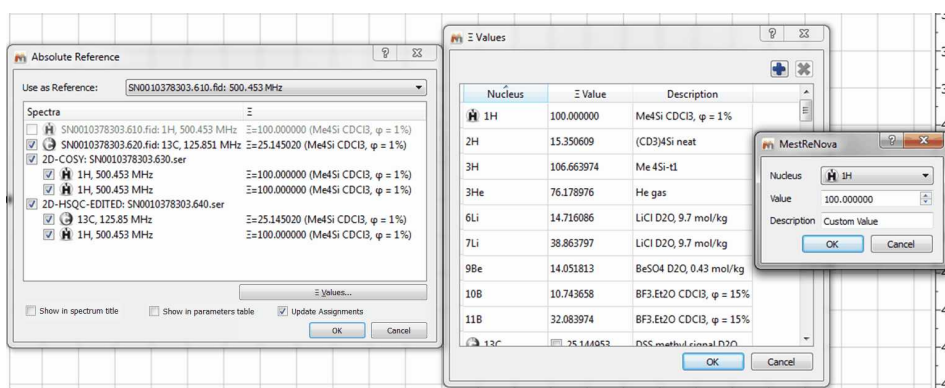 Absolute Reference
Use as Reference: SN0010378303.610.fid: 500.453 MHz
Spectra Ξ
H SN0010378303.610.fid: 1H, 500.453 MHz Ξ=100.000000 (Me4Si CDCl3, φ = 1%)
SN0010378303.620.fid: 13C, 125.851 MHz Ξ=25.145020 (Me4Si CDCl3, φ = 1%)
2D-COSY: SN0010378303.630.ser
H 1H, 500.453 MHz Ξ=100.000000 (Me4Si CDCl3, φ = 1%)
H 1H, 500.453 MHz Ξ=100.000000 (Me4Si CDCl3, φ = 1%)
2D-HSQC-EDITED: SN0010378303.640.ser
13C, 125.85 MHz Ξ=25.145020 (Me4Si CDCl3, φ = 1%)
H 1H, 500.453 MHz Ξ=100.000000 (Me4Si CDCl3, φ = 1%)
Ξ Values...
Show in spectrum title Show in parameters table Update Assignments
OK Cancel
Ξ Values
Nucleus Ξ Value Description
H 1H 100.000000 Me4Si CDCl3, φ = 1%
2H 15.350609 (CD3)4Si neat
3H 106.663974 Me 4Si-t1
3He 76.178976 He gas
6Li 14.716086 LiCl D2O, 9.7 mol/kg
7Li 38.863797 LiCl D2O, 9.7 mol/kg
9Be 14.051813 BeSO4 D2O, 0.43 mol/kg
10B 10.743658 BF3.Et2O CDCl3, φ = 15%
11B 32.083974 BF3.Et2O CDCl3, φ = 15%
13C 25.144953 DSS methyl signal D2O
OK Cancel
MestReNova
Nucleus H 1H
Value 100.000000
Description Custom Value
OK Cancel